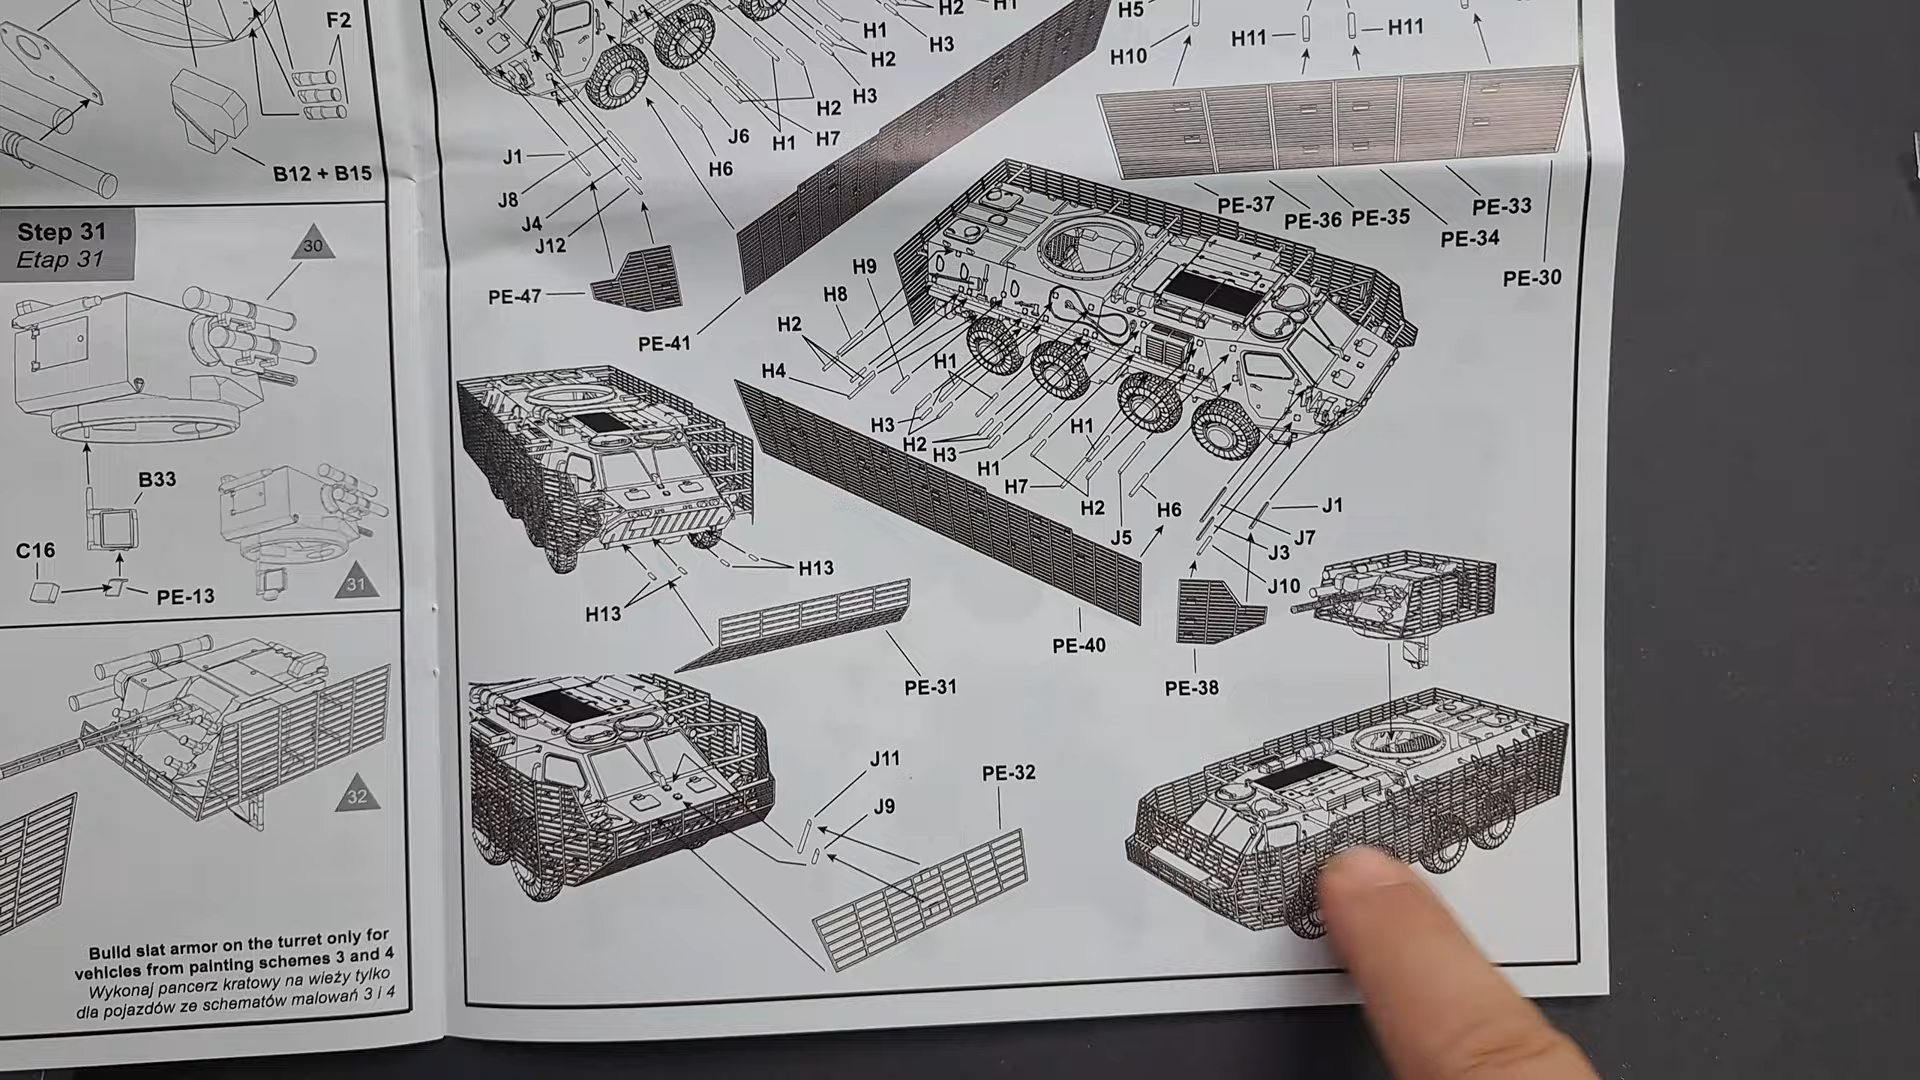 F2
B12 + B15
Step 31
Etap 31
30
B33
C16
PE-13
31
32
Build slat armor on the turret only for
vehicles from painting schemes 3 and 4
Wykonaj pancerz kratowy na wieży tylko
dla pojazdów ze schematów malowań 3 i 4
H2
H1
H1
H3
H2
H3
H2
J6
H1
H7
H6
J1
J8
J4
J12
PE-47
PE-41
H5
H10
H11
H11
PE-37
PE-36
PE-35
PE-33
PE-34
PE-30
H9
H8
H2
H4
H1
H3
H2
H3
H1
H7
H1
H2
J5
H6
J1
J7
J3
J10
H13
H13
PE-31
PE-40
PE-38
J11
J9
PE-32